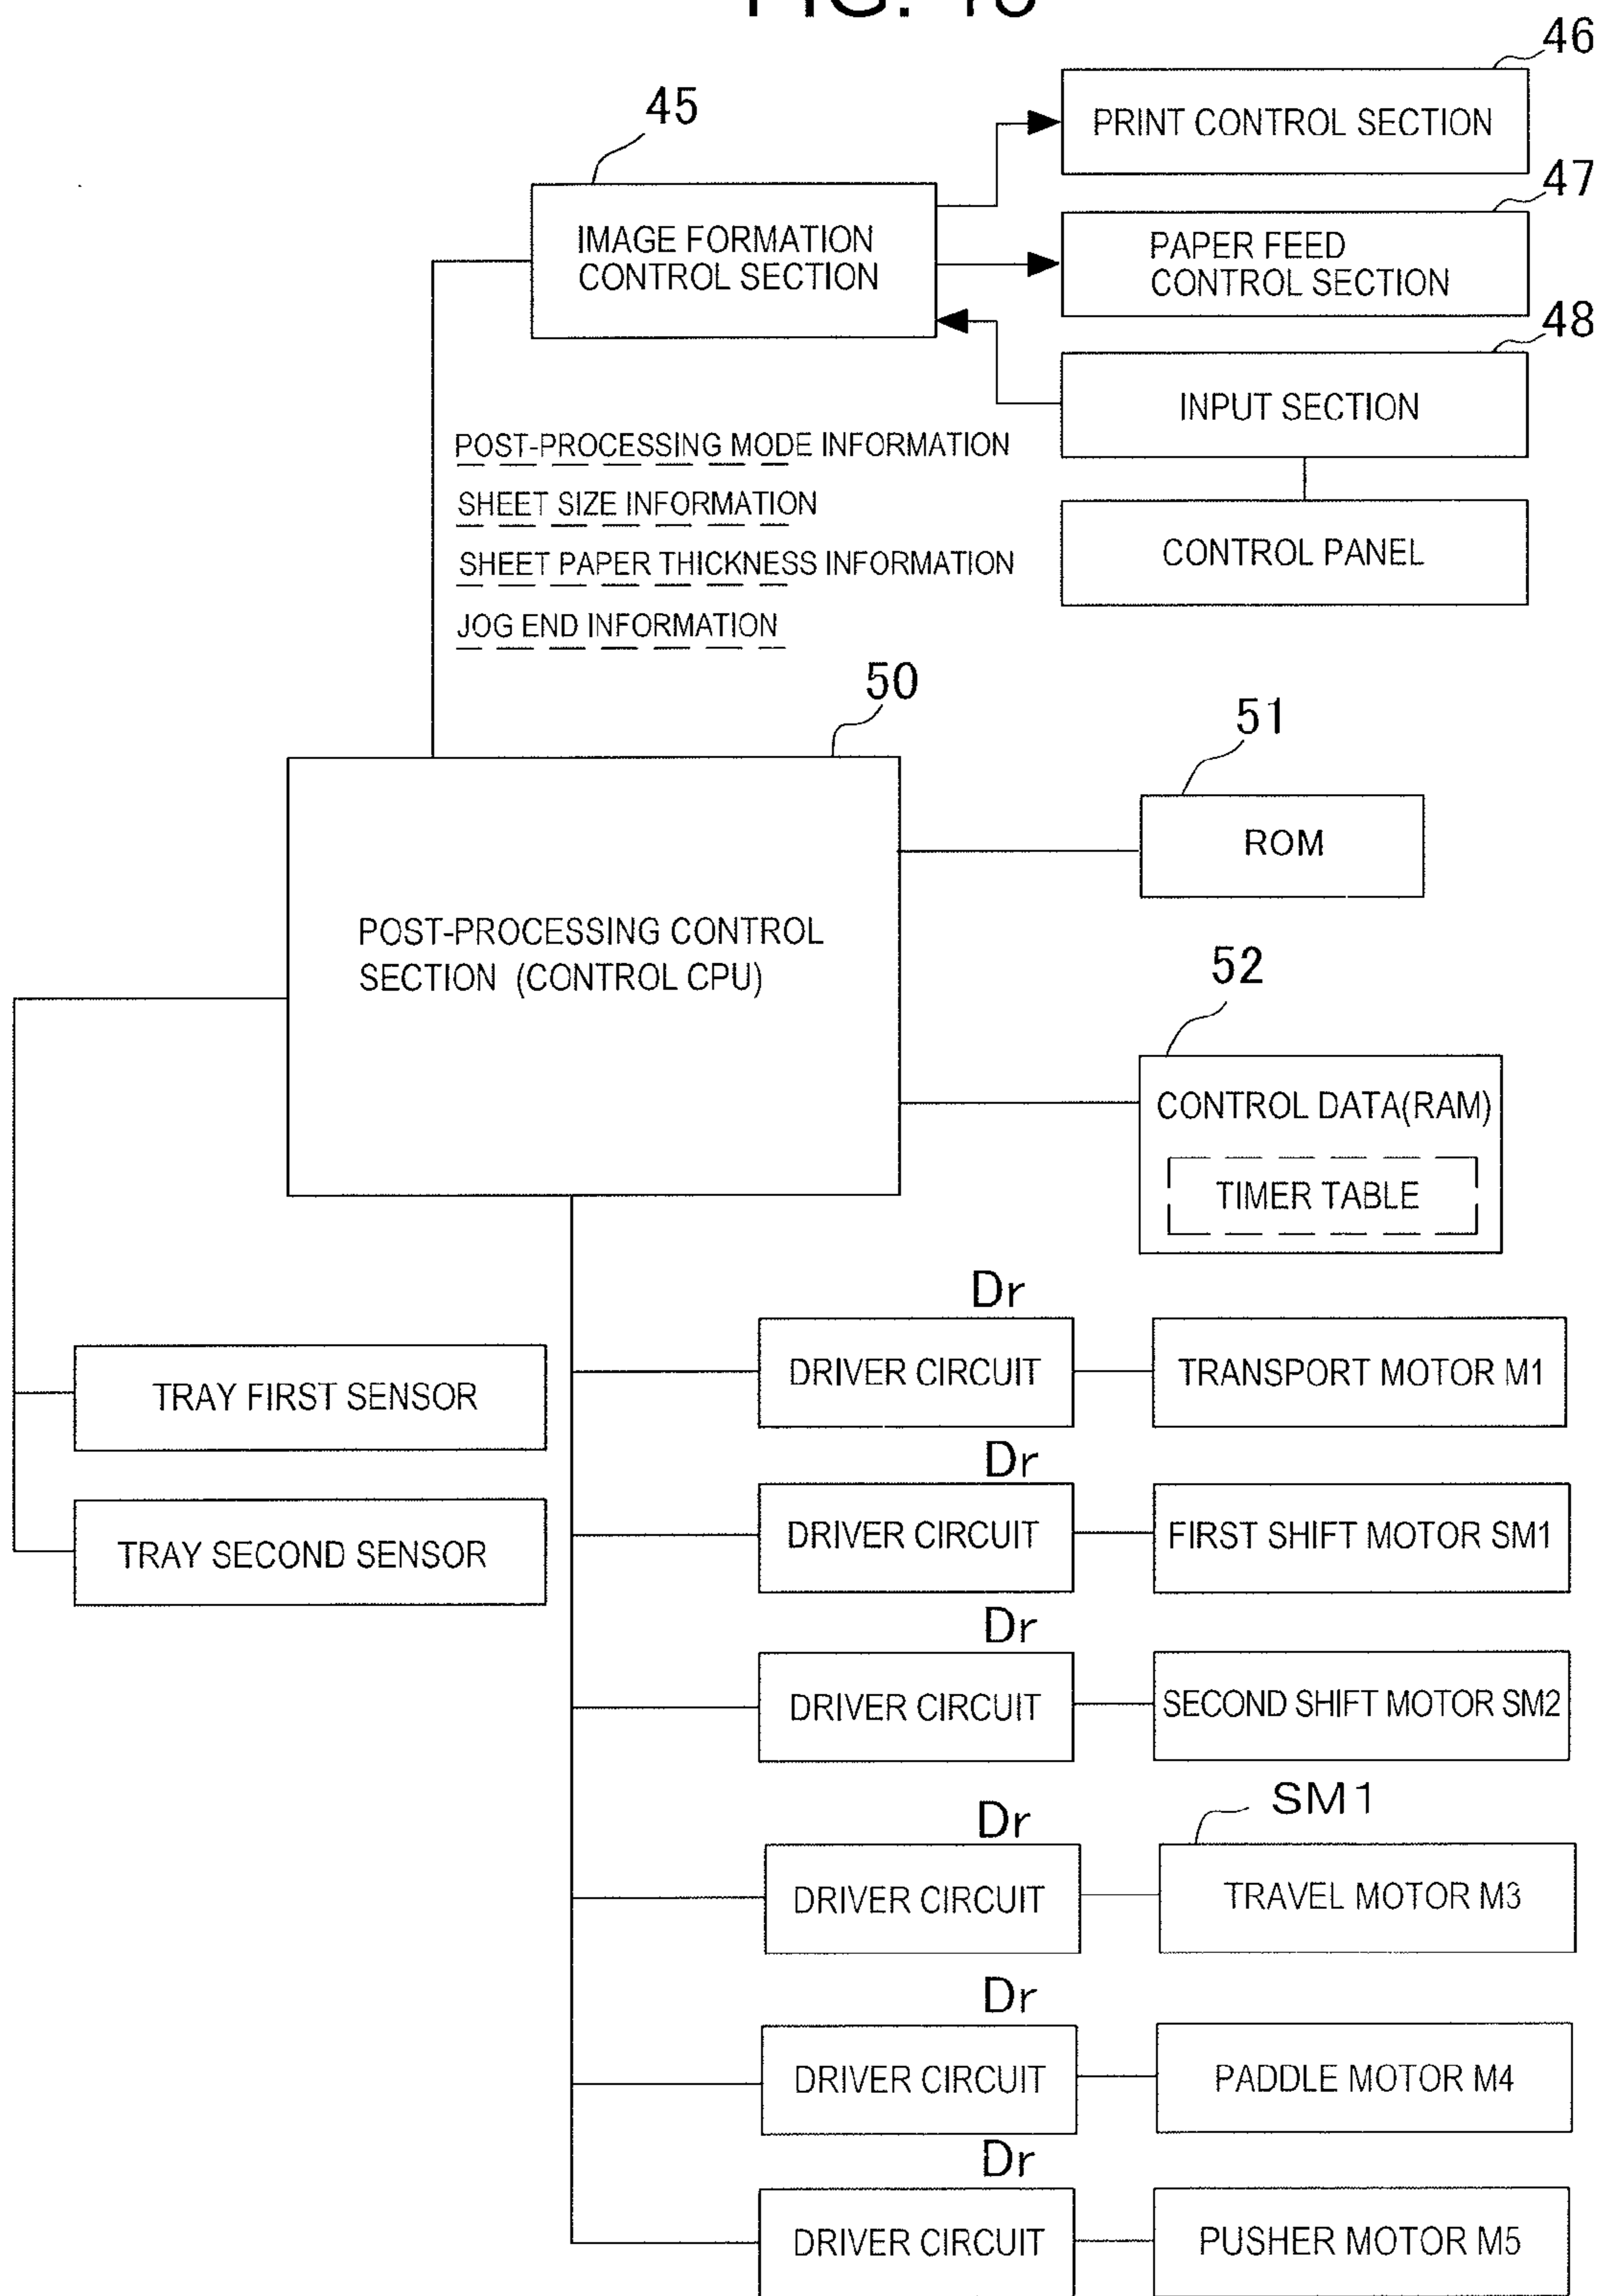 46
45
PRINT CONTROL SECTION
47
IMAGE FORMATION
CONTROL SECTION
PAPER FEED
CONTROL SECTION
48
INPUT SECTION
POST-PROCESSING MODE INFORMATION
SHEET SIZE INFORMATION
SHEET PAPER THICKNESS INFORMATION
JOG END INFORMATION
CONTROL PANEL
50
51
ROM
POST-PROCESSING CONTROL
SECTION (CONTROL CPU)
52
CONTROL DATA(RAM)
TIMER TABLE
Dr
DRIVER CIRCUIT
TRANSPORT MOTOR M1
TRAY FIRST SENSOR
Dr
DRIVER CIRCUIT
FIRST SHIFT MOTOR SM1
TRAY SECOND SENSOR
Dr
DRIVER CIRCUIT
SECOND SHIFT MOTOR SM2
Dr
SM1
DRIVER CIRCUIT
TRAVEL MOTOR M3
Dr
DRIVER CIRCUIT
PADDLE MOTOR M4
Dr
DRIVER CIRCUIT
PUSHER MOTOR M5